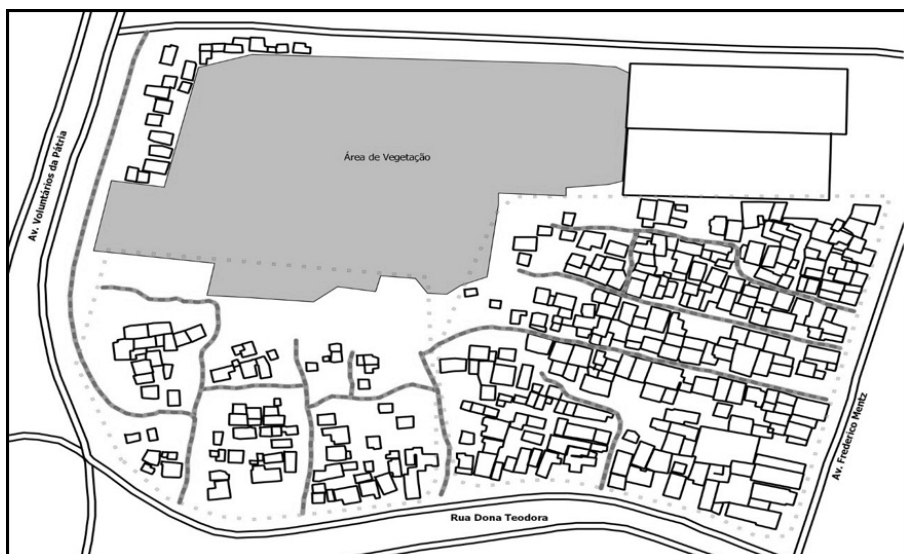 Área de Vegetação
Av. Voluntários da Pátria
Av. Frederico Mentz
Rua Dona Teodora